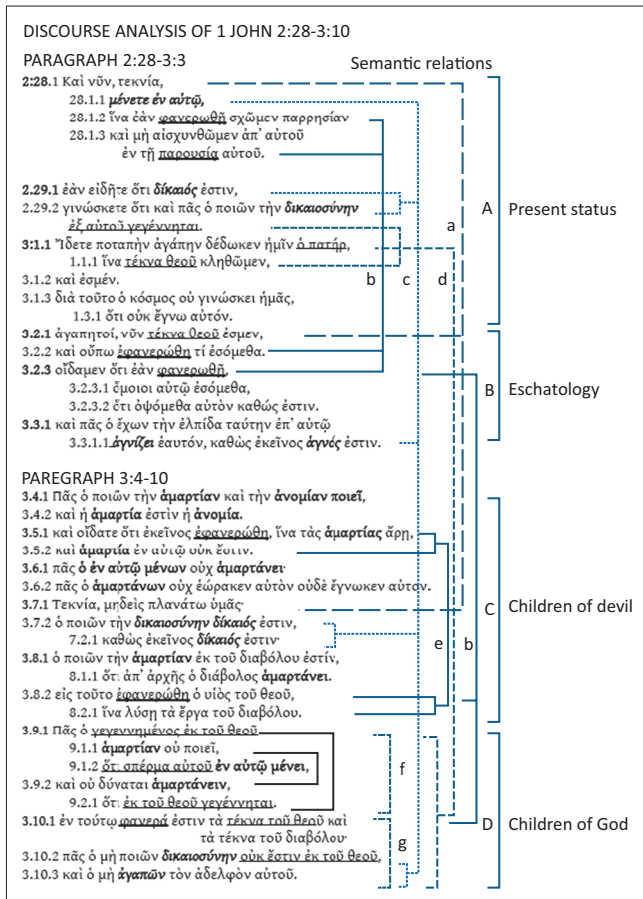 DISCOURSE ANALYSIS OF 1 JOHN 2:28-3:10
PARAGRAPH 2:28-3:3
Semantic relations
2:28.1 Καὶ νῦν, τεκνία,
28.1.1 μένετε ἐν αὐτῷ,
28.1.2 ἵνα ἐὰν φανερωθῇ σχῶμεν παρρησίαν
28.1.3 καὶ μὴ αἰσχυνθῶμεν ἀπ’ αὐτοῦ
ἐν τῇ παρουσίᾳ αὐτοῦ.
2.29.1 ἐὰν εἰδῆτε ὅτι δίκαιός ἐστιν,
2.29.2 γινώσκετε ὅτι καὶ πᾶς ὁ ποιῶν τὴν δικαιοσύνην
ἐξ αὐτοῦ γεγέννηται.
3:1.1 Ἴδετε ποταπὴν ἀγάπην δέδωκεν ἡμῖν ὁ πατήρ,
1.1.1 ἵνα τέκνα θεοῦ κληθῶμεν,
3.1.2 καὶ ἐσμέν.
3.1.3 διὰ τοῦτο ὁ κόσμος οὐ γινώσκει ἡμᾶς,
1.3.1 ὅτι οὐκ ἔγνω αὐτόν.
3.2.1 ἀγαπητοί, νῦν τέκνα θεοῦ ἐσμεν,
3.2.2 καὶ οὔπω ἐφανερώθη τί ἐσόμεθα.
3.2.3 οἴδαμεν ὅτι ἐὰν φανερωθῇ,
3.2.3.1 ὅμοιοι αὐτῷ ἐσόμεθα,
3.2.3.2 ὅτι ὀψόμεθα αὐτὸν καθώς ἐστιν.
3.3.1 καὶ πᾶς ὁ ἔχων τὴν ἐλπίδα ταύτην ἐπ’ αὐτῷ
3.3.1.1 ἁγνίζει ἑαυτόν, καθὼς ἐκεῖνος ἁγνός ἐστιν.
PAREGRAPH 3:4-10
3.4.1 Πᾶς ὁ ποιῶν τὴν ἁμαρτίαν καὶ τὴν ἀνομίαν ποιεῖ,
3.4.2 καὶ ἡ ἁμαρτία ἐστὶν ἡ ἀνομία.
3.5.1 καὶ οἴδατε ὅτι ἐκεῖνος ἐφανερώθη, ἵνα τὰς ἁμαρτίας ἄρῃ,
3.5.2 καὶ ἁμαρτία ἐν αὐτῷ οὐκ ἔστιν.
3.6.1 πᾶς ὁ ἐν αὐτῷ μένων οὐχ ἁμαρτάνει·
3.6.2 πᾶς ὁ ἁμαρτάνων οὐχ ἑώρακεν αὐτὸν οὐδὲ ἔγνωκεν αὐτόν.
3.7.1 Τεκνία, μηδεὶς πλανάτω ὑμᾶς·
3.7.2 ὁ ποιῶν τὴν δικαιοσύνην δίκαιός ἐστιν,
7.2.1 καθὼς ἐκεῖνος δίκαιός ἐστιν·
3.8.1 ὁ ποιῶν τὴν ἁμαρτίαν ἐκ τοῦ διαβόλου ἐστίν,
8.1.1 ὅτι ἀπ’ ἀρχῆς ὁ διάβολος ἁμαρτάνει.
3.8.2 εἰς τοῦτο ἐφανερώθη ὁ υἱὸς τοῦ θεοῦ,
8.2.1 ἵνα λύσῃ τὰ ἔργα τοῦ διαβόλου.
3.9.1 Πᾶς ὁ γεγεννημένος ἐκ τοῦ θεοῦ
9.1.1 ἁμαρτίαν οὐ ποιεῖ,
9.1.2 ὅτι σπέρμα αὐτοῦ ἐν αὐτῷ μένει,
3.9.2 καὶ οὐ δύναται ἁμαρτάνειν,
9.2.1 ὅτι ἐκ τοῦ θεοῦ γεγέννηται.
3.10.1 ἐν τούτῳ φανερά ἐστιν τὰ τέκνα τοῦ θεοῦ καὶ
τὰ τέκνα τοῦ διαβόλου·
3.10.2 πᾶς ὁ μὴ ποιῶν δικαιοσύνην οὐκ ἔστιν ἐκ τοῦ θεοῦ,
3.10.3 καὶ ὁ μὴ ἀγαπῶν τὸν ἀδελφὸν αὐτοῦ.
a
b
c
d
e
b
f
g
A Present status
B Eschatology
C Children of devil
D Children of God